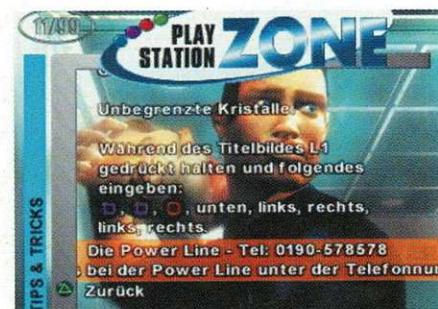 11/99
PLAY
STATION
ZONE
Unbegrenzte Kristalle:
Während des Titelbildes L1
gedrückt halten und folgendes
eingeben:
, , , unten, links, rechts,
links, rechts
Die Power Line - Tel: 0190-578578
bei der Power Line unter der
Zurück
TIPS & TRICKS